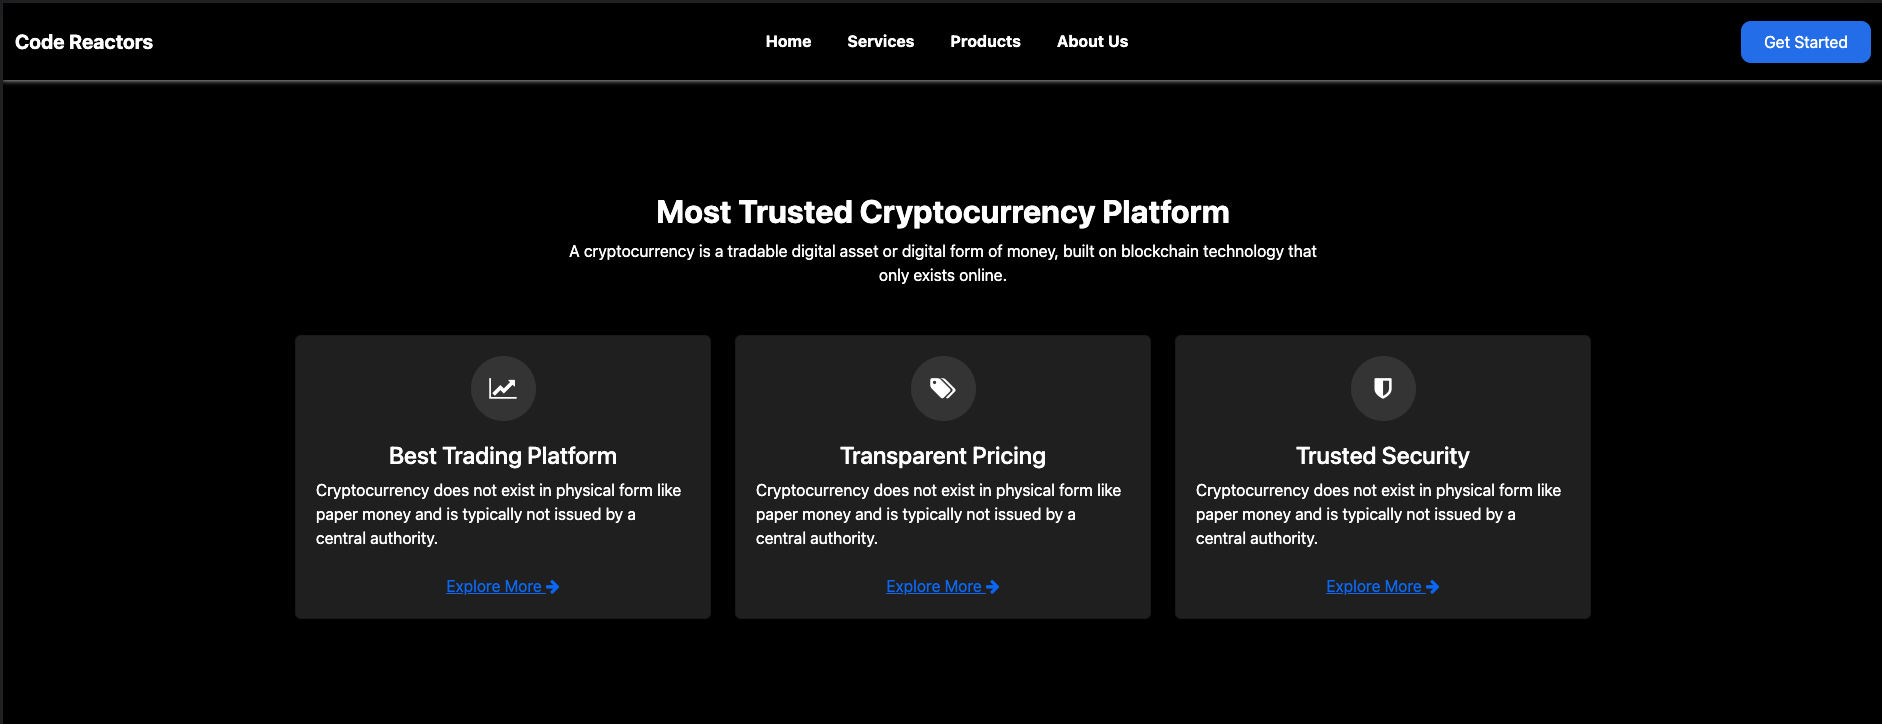 Code Reactors
Home Services Products About Us
Get Started
Most Trusted Cryptocurrency Platform
A cryptocurrency is a tradable digital asset or digital form of money, built on blockchain technology that
only exists online.
Best Trading Platform
Cryptocurrency does not exist in physical form like
paper money and is typically not issued by a
central authority.
Explore More
Transparent Pricing
Cryptocurrency does not exist in physical form like
paper money and is typically not issued by a
central authority.
Explore More
Trusted Security
Cryptocurrency does not exist in physical form like
paper money and is typically not issued by a
central authority.
Explore More